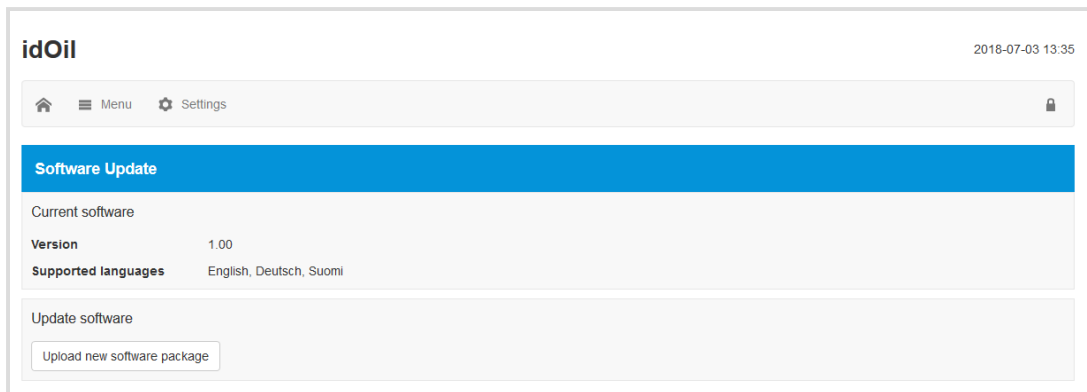 idOil
2018-07-03 13:35
Menu Settings
Software Update
Current software
Version 1.00
Supported languages English, Deutsch, Suomi
Update software
Upload new software package